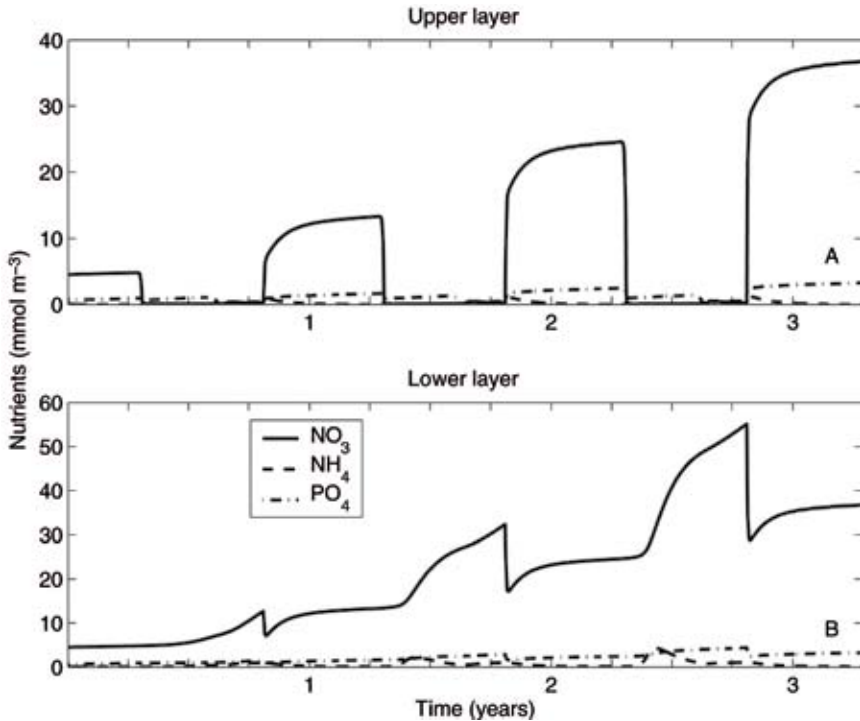 Upper layer
40
30
20
10
0
A
1 2 3
Nutrients (mmol m⁻³)
Lower layer
60
50
40
30
20
10
0
NO₃
NH₄
PO₄
B
1 2 3
Time (years)